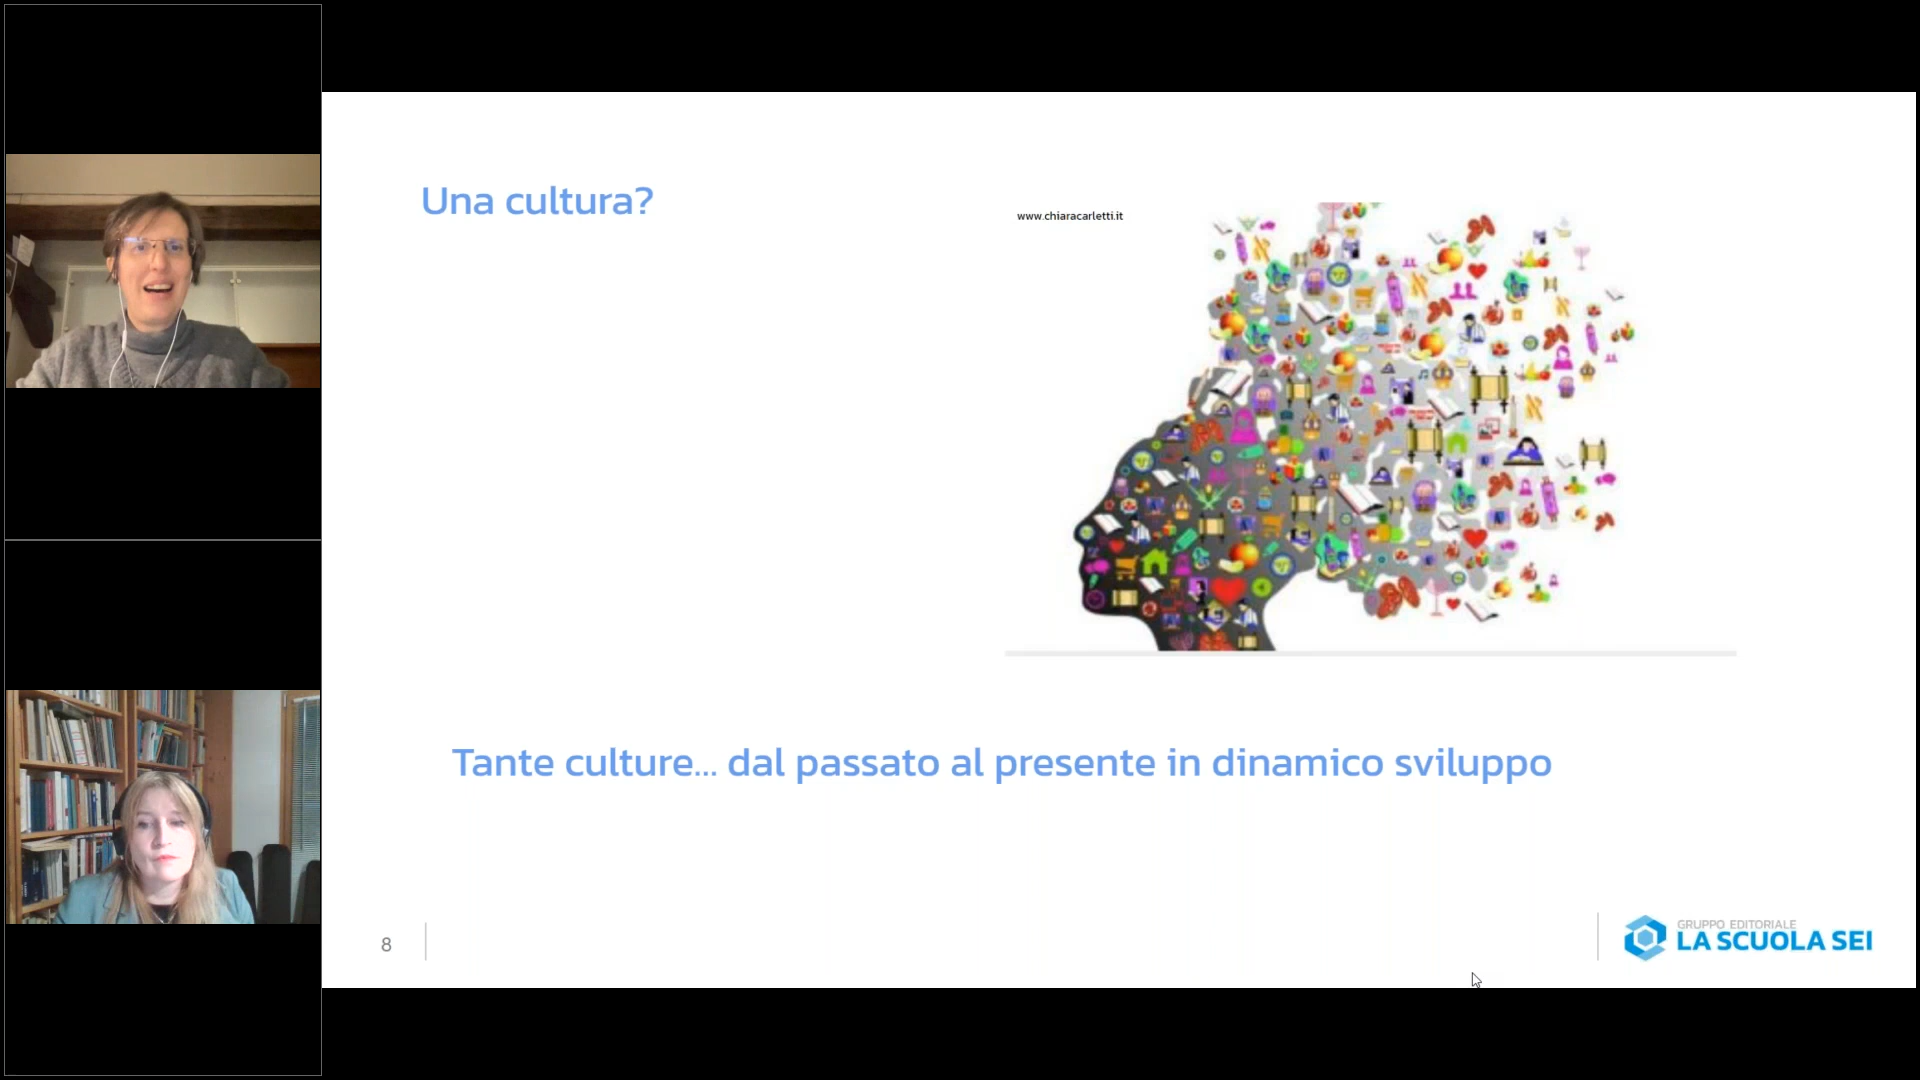 Una cultura?
www.chiaracarletti.it
Tante culture... dal passato al presente in dinamico sviluppo
8
GRUPPO EDITORIALE
LA SCUOLA SEI